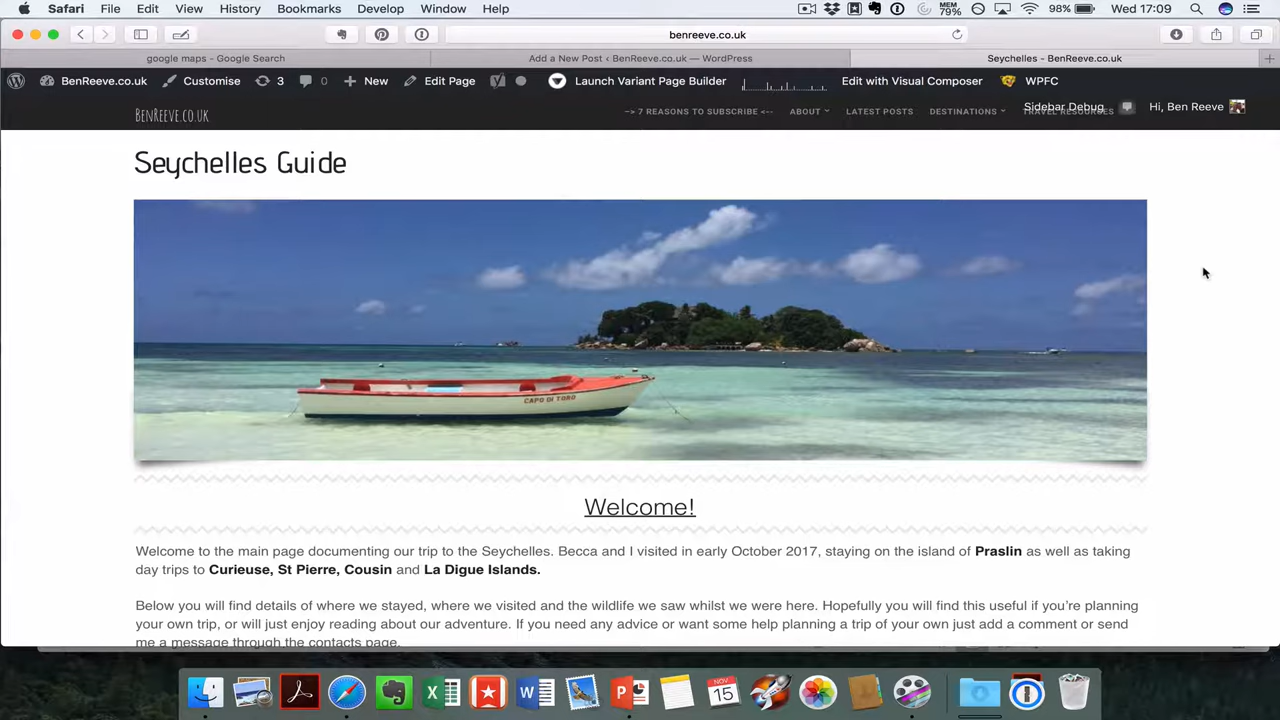 Safari File Edit View History Bookmarks Develop Window Help MEM 79% 98% Wed 17:09
benreeve.co.uk
google maps - Google Search Add a New Post ‹ BenReeve.co.uk — WordPress Seychelles - BenReeve.co.uk
BenReeve.co.uk Customise 3 0 New Edit Page Launch Variant Page Builder Edit with Visual Composer WPFC
Sidebar Debug Hi, Ben Reeve
BenReeve.co.uk --> 7 REASONS TO SUBSCRIBE <-- ABOUT LATEST POSTS DESTINATIONS TRAVEL RESOURCES
Seychelles Guide
CAPO DI TORO
Welcome!
Welcome to the main page documenting our trip to the Seychelles. Becca and I visited in early October 2017, staying on the island of Praslin as well as taking
day trips to Curieuse, St Pierre, Cousin and La Digue Islands.
Below you will find details of where we stayed, where we visited and the wildlife we saw whilst we were here. Hopefully you will find this useful if you're planning
your own trip, or will just enjoy reading about our adventure. If you need any advice or want some help planning a trip of your own just add a comment or send
me a message through the contacts page.
NOV
15